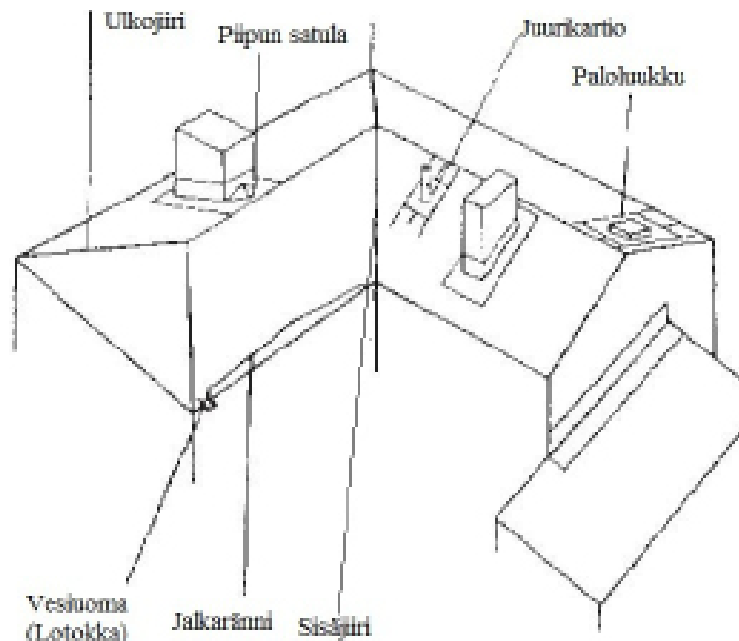 Ulkojiiri
Piipun satula
Juurikartio
Paloluukku
Vesiuoma
(Lotokka)
Jalkaränni
Sisäjiiri